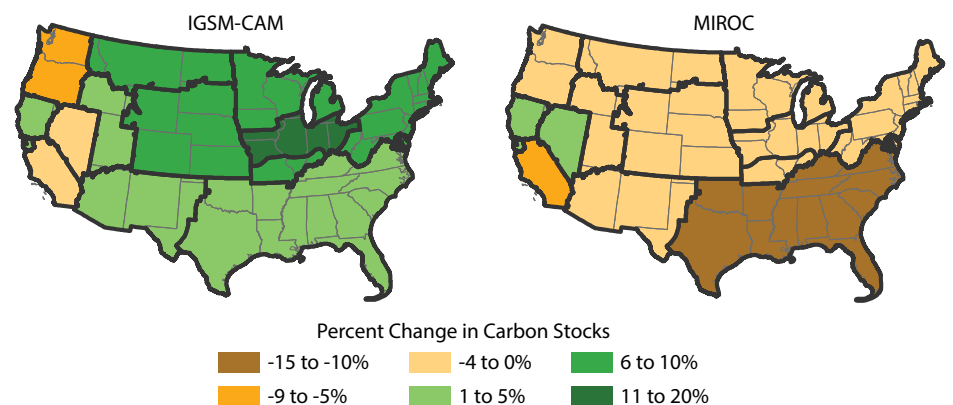 IGSM-CAM
MIROC
Percent Change in Carbon Stocks
-15 to -10%
-4 to 0%
6 to 10%
-9 to -5%
1 to 5%
11 to 20%